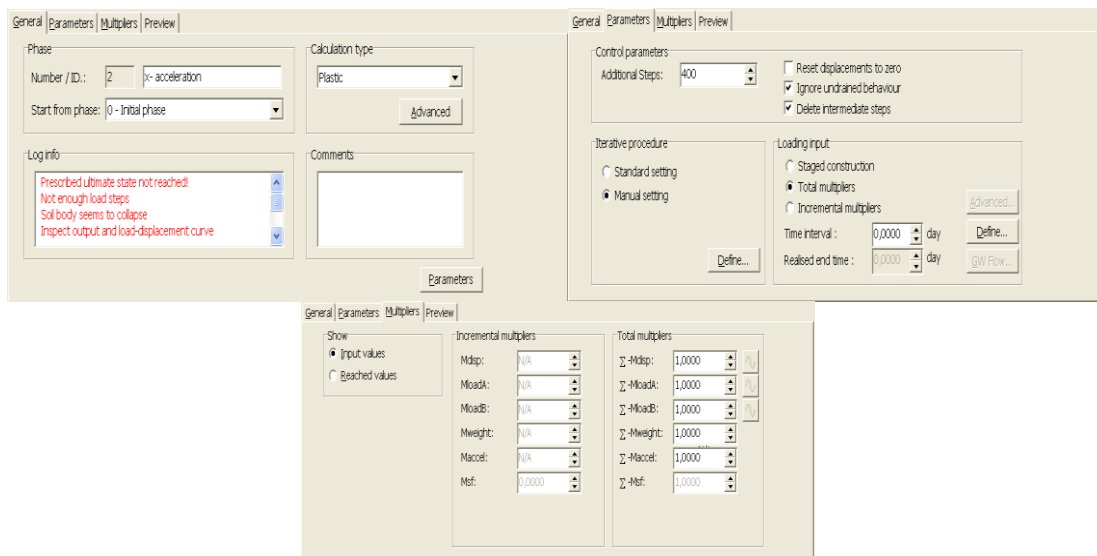 General Parameters Multipliers Preview
Phase
Number / ID.: 2 x- acceleration
Start from phase: 0 - Initial phase
Calculation type
Plastic
Advanced
Log info
Prescribed ultimate state not reached!
Not enough load steps
Soil body seems to collapse
Inspect output and load-displacement curve
Comments
Parameters
General Parameters Multipliers Preview
Control parameters
Additional Steps: 400
Reset displacements to zero
Ignore undrained behaviour
Delete intermediate steps
Iterative procedure
Standard setting
Manual setting
Define...
Loading input
Staged construction
Total multipliers
Incremental multipliers
Advanced...
Time interval : 0,0000 day Define...
Realised end time : 0,0000 day GW Flow...
General Parameters Multipliers Preview
Show
Input values
Reached values
Incremental multipliers
Mdisp: N/A
MloadA: N/A
MloadB: N/A
Mweight: N/A
Maccel: N/A
Msf: 0,0000
Total multipliers
Σ -Mdisp: 1,0000
Σ -MloadA: 1,0000
Σ -MloadB: 1,0000
Σ -Mweight: 1,0000
Σ -Maccel: 1,0000
Σ -Msf: 1,0000